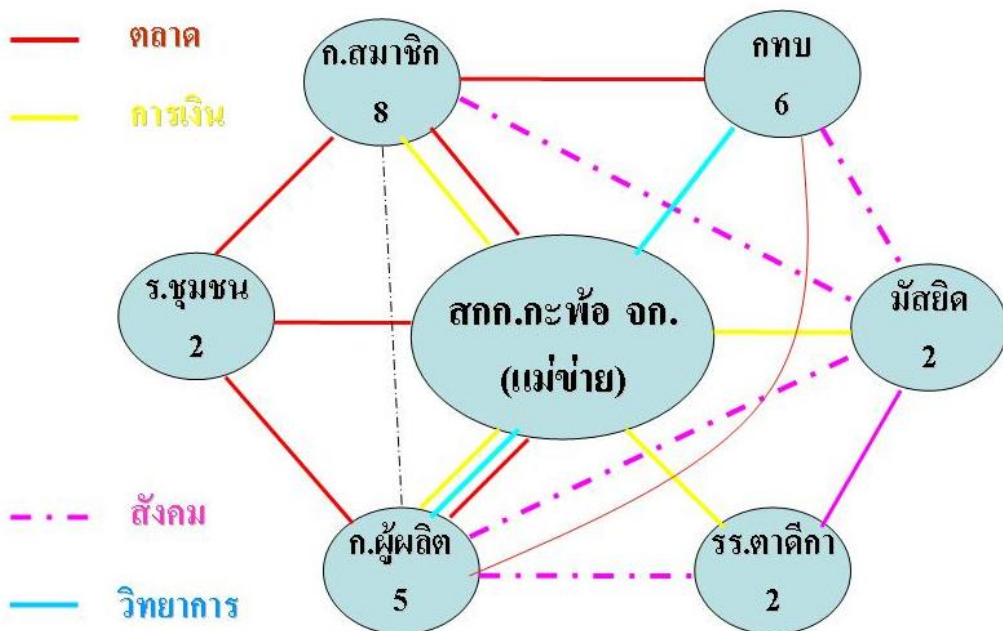 ตลาด
การเงิน
ก.สมาชิก
8
กทบ
6
ร.ชุมชน
2
สกก.กะพ้อ จก.
(แม่ข่าย)
มัสยิด
2
สังคม
วิทยาการ
ก.ผู้ผลิต
5
รร.ตาดีกา
2